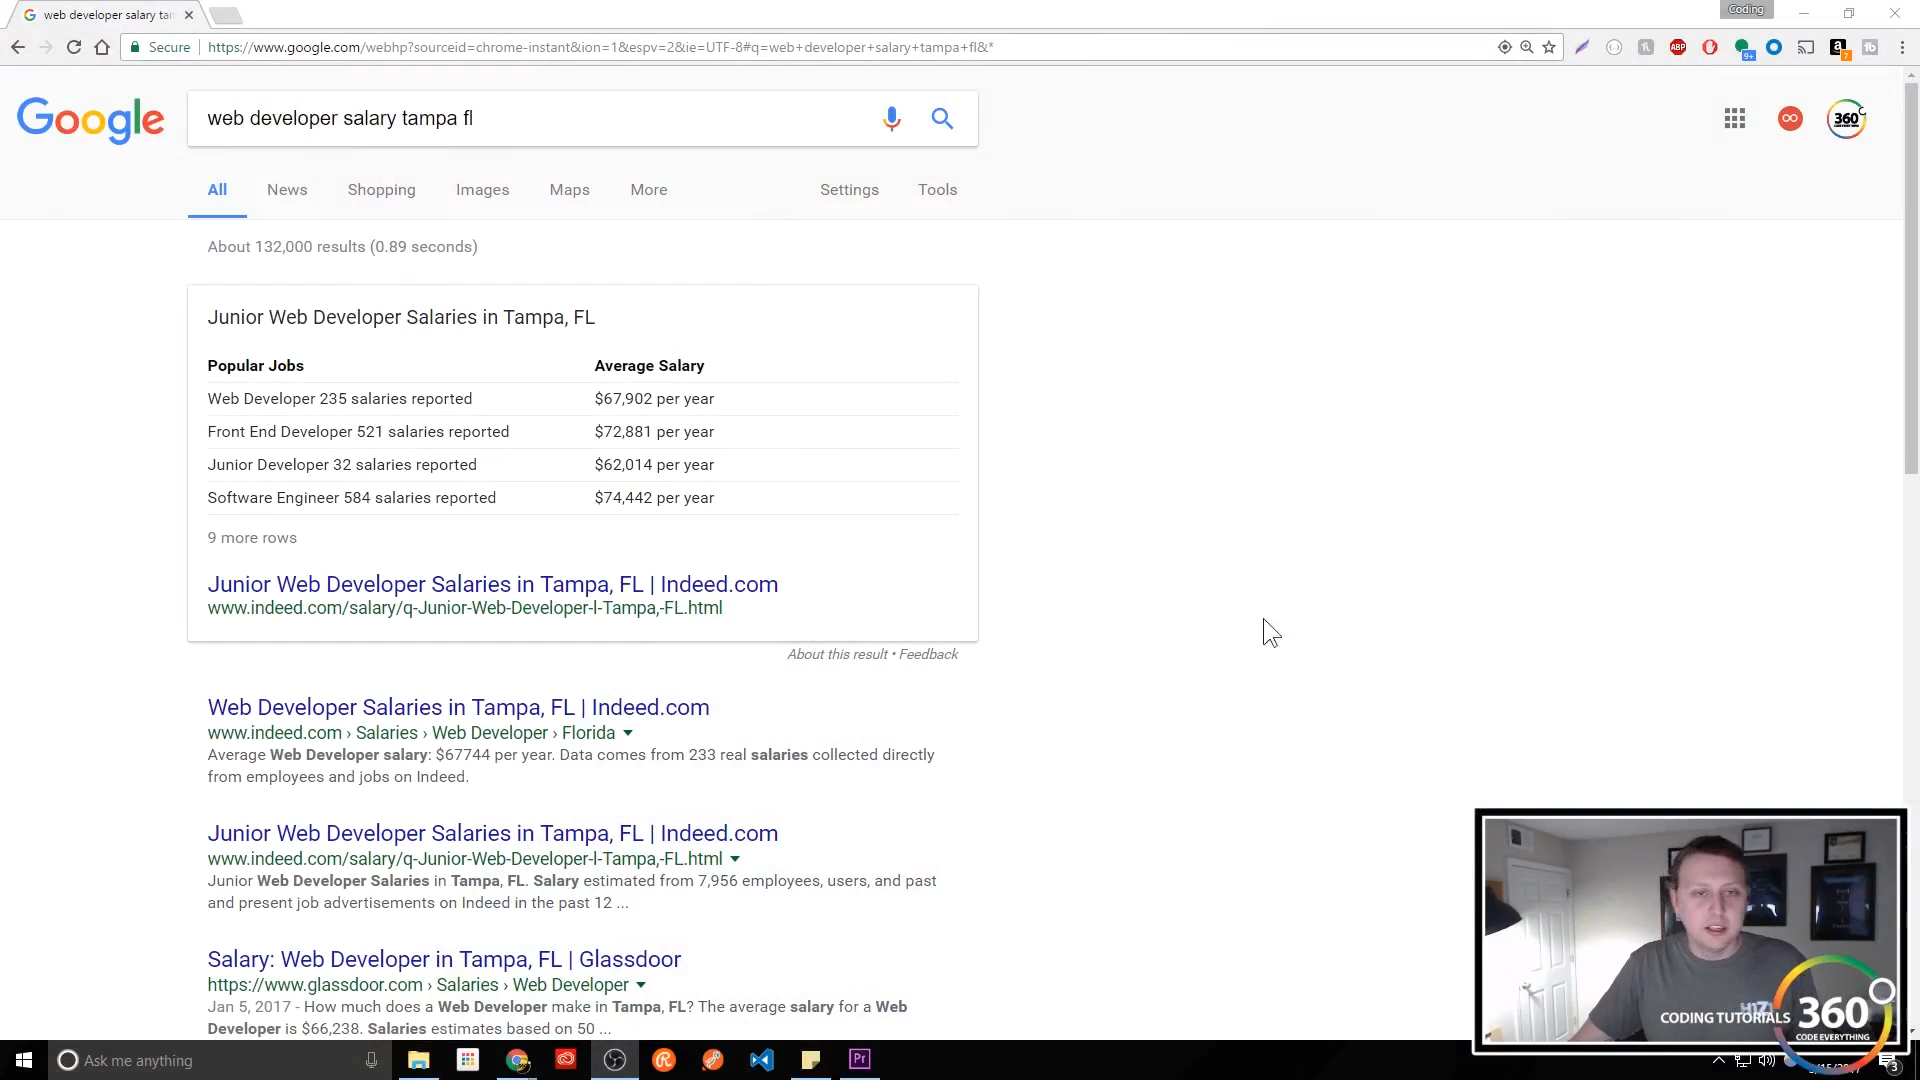 web developer salary tam
Coding
Secure https://www.google.com/webhp?sourceid=chrome-instant&ion=1&espv=2&ie=UTF-8#q=web+developer+salary+tampa+fl&*
ABP
9+
a
7
Google
web developer salary tampa fl
360
All News Shopping Images Maps More Settings Tools
About 132,000 results (0.89 seconds)
Junior Web Developer Salaries in Tampa, FL
Popular Jobs Average Salary
Web Developer 235 salaries reported $67,902 per year
Front End Developer 521 salaries reported $72,881 per year
Junior Developer 32 salaries reported $62,014 per year
Software Engineer 584 salaries reported $74,442 per year
9 more rows
Junior Web Developer Salaries in Tampa, FL | Indeed.com
www.indeed.com/salary/q-Junior-Web-Developer-l-Tampa,-FL.html
About this result • Feedback
Web Developer Salaries in Tampa, FL | Indeed.com
www.indeed.com › Salaries › Web Developer › Florida
Average Web Developer salary: $67744 per year. Data comes from 233 real salaries collected directly
from employees and jobs on Indeed.
Junior Web Developer Salaries in Tampa, FL | Indeed.com
www.indeed.com/salary/q-Junior-Web-Developer-l-Tampa,-FL.html
Junior Web Developer Salaries in Tampa, FL. Salary estimated from 7,956 employees, users, and past
and present job advertisements on Indeed in the past 12 ...
Salary: Web Developer in Tampa, FL | Glassdoor
https://www.glassdoor.com › Salaries › Web Developer
Jan 5, 2017 - How much does a Web Developer make in Tampa, FL? The average salary for a Web
Developer is $66,238. Salaries estimates based on 50 ...
CODING TUTORIALS 360
CODE EVERYTHING
Ask me anything
Pr
3